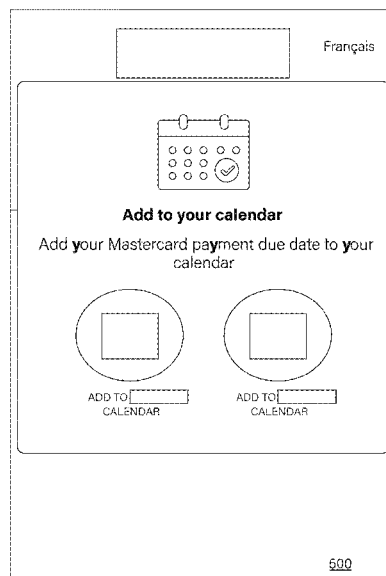 Français
Add to your calendar
Add your Mastercard payment due date to your
calendar
ADD TO
CALENDAR
ADD TO
CALENDAR
500